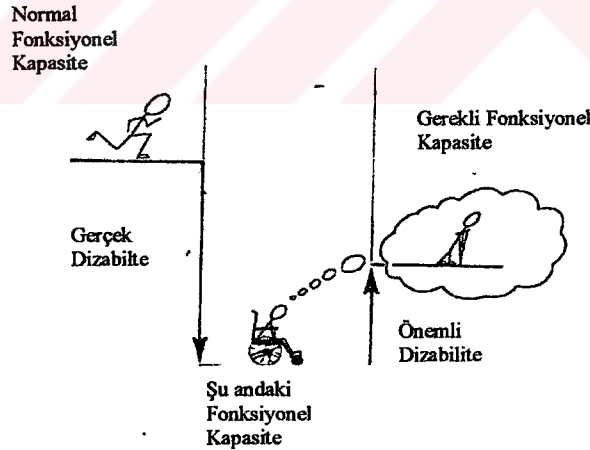 Normal
Fonksiyonel
Kapasite
Gerekli Fonksiyonel
Kapasite
Gerçek
Dizabilte
Önemli
Dizabilite
Şu andaki
Fonksiyonel
Kapasite